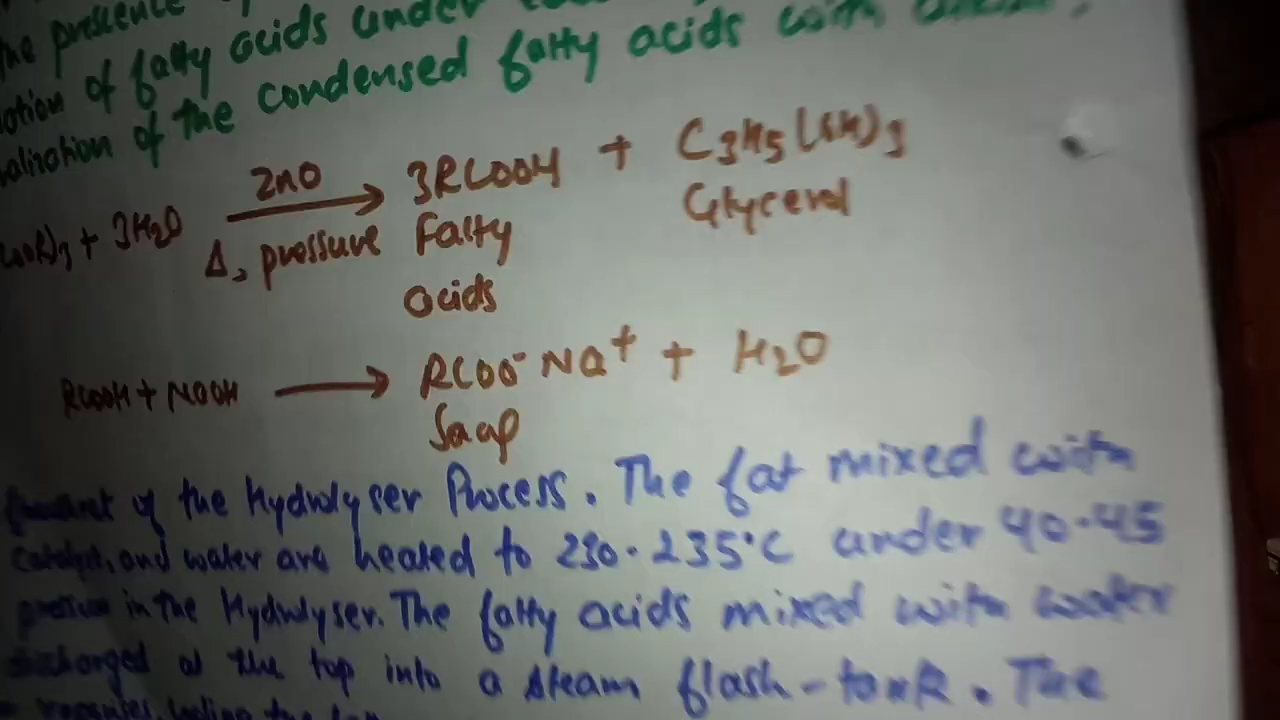 the presence
of fatty acids under
of the condensed fatty acids with
+ 3H₂O ZnO → 3RCOOH + C₃H₅(OH)₃
Δ, pressure Fatty Glycerol
acids
RCOOH + NaOH → RCOO⁻Na⁺ + H₂O
Soap
of the Hydrolyser Process. The fat mixed with
and water are heated to 230-235°C under 40-45
pressure in the Hydrolyser. The fatty acids mixed with water
discharged at the top into a steam flash-tank. The